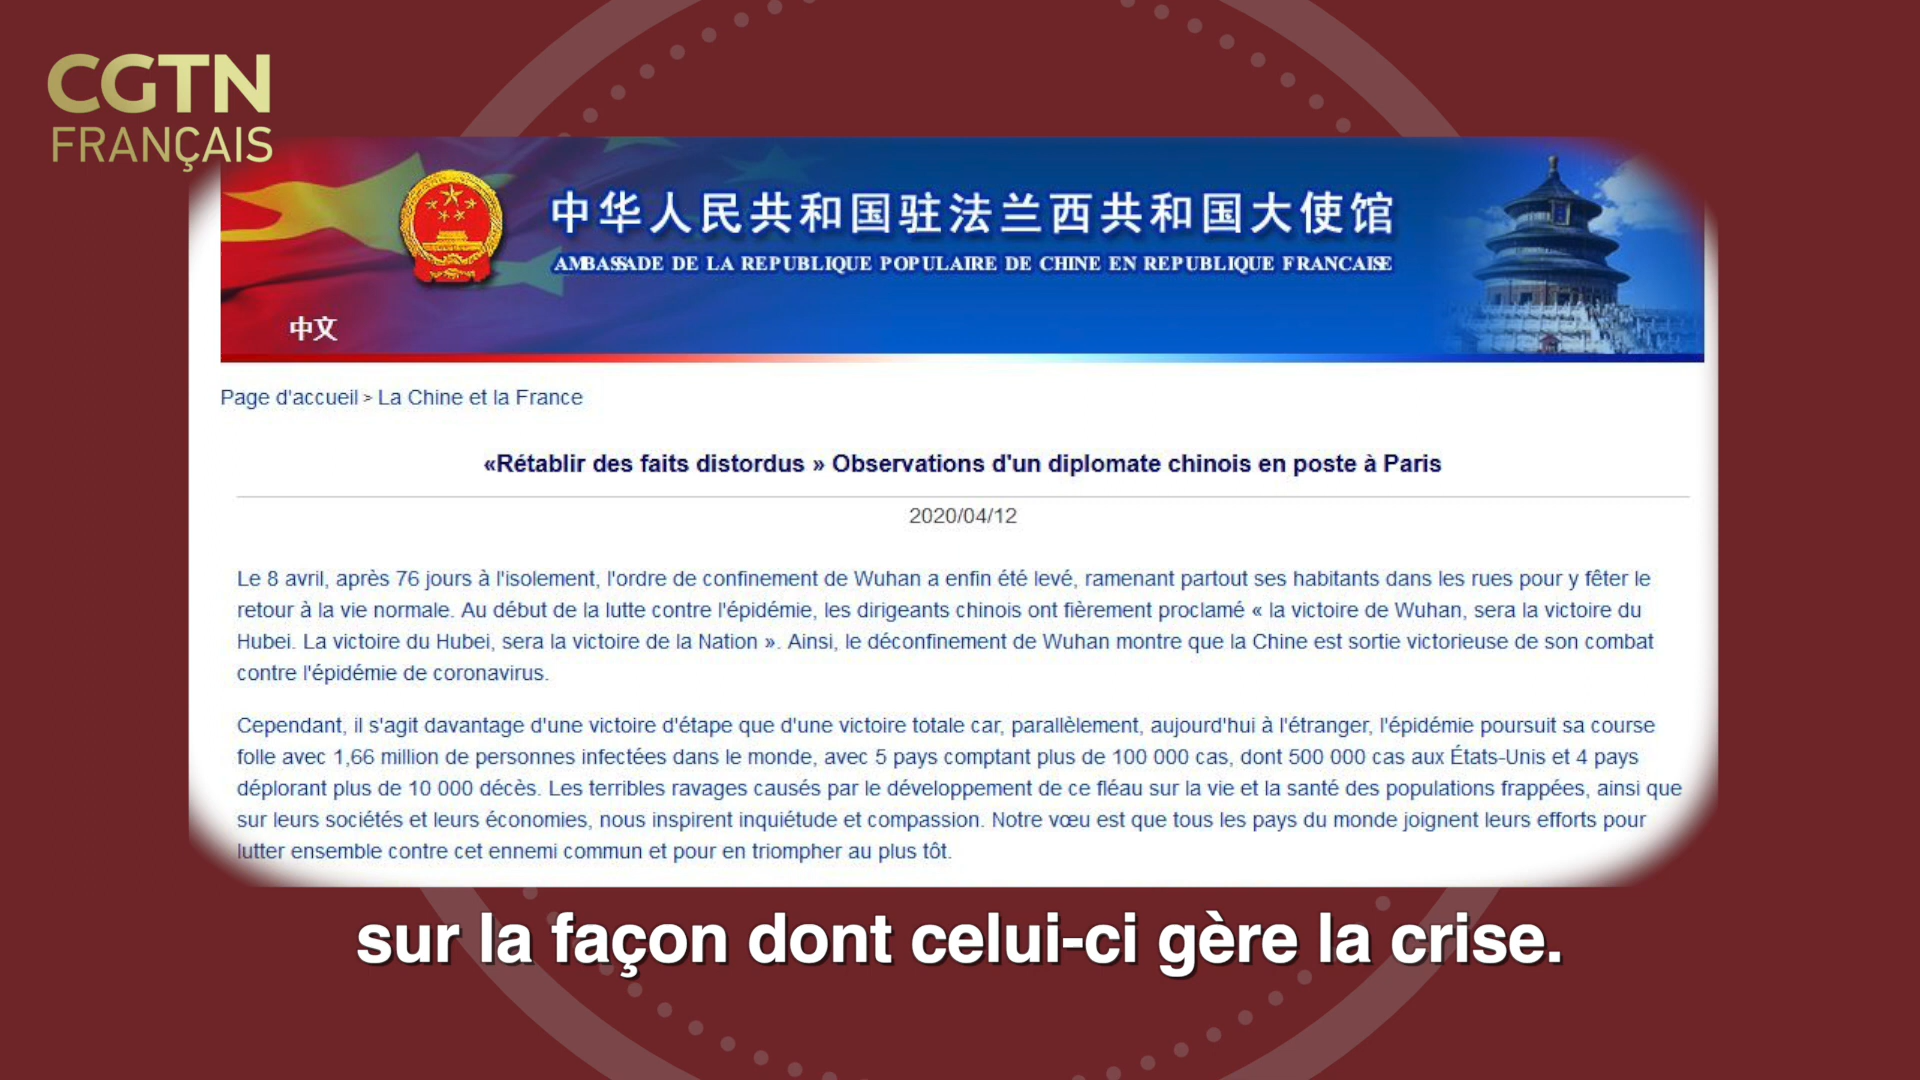 CGTN
FRANÇAIS
中华人民共和国驻法兰西共和国大使馆
AMBASSADE DE LA REPUBLIQUE POPULAIRE DE CHINE EN REPUBLIQUE FRANCAISE
中文
Page d'accueil > La Chine et la France
«Rétablir des faits distordus » Observations d'un diplomate chinois en poste à Paris
2020/04/12
Le 8 avril, après 76 jours à l'isolement, l'ordre de confinement de Wuhan a enfin été levé, ramenant partout ses habitants dans les rues pour y fêter le
retour à la vie normale. Au début de la lutte contre l'épidémie, les dirigeants chinois ont fièrement proclamé « la victoire de Wuhan, sera la victoire du
Hubei. La victoire du Hubei, sera la victoire de la Nation ». Ainsi, le déconfinement de Wuhan montre que la Chine est sortie victorieuse de son combat
contre l'épidémie de coronavirus.
Cependant, il s'agit davantage d'une victoire d'étape que d'une victoire totale car, parallèlement, aujourd'hui à l'étranger, l'épidémie poursuit sa course
folle avec 1,66 million de personnes infectées dans le monde, avec 5 pays comptant plus de 100 000 cas, dont 500 000 cas aux États-Unis et 4 pays
déplorant plus de 10 000 décès. Les terribles ravages causés par le développement de ce fléau sur la vie et la santé des populations frappées, ainsi que
sur leurs sociétés et leurs économies, nous inspirent inquiétude et compassion. Notre vœu est que tous les pays du monde joignent leurs efforts pour
lutter ensemble contre cet ennemi commun et pour en triompher au plus tôt.
sur la façon dont celui-ci gère la crise.